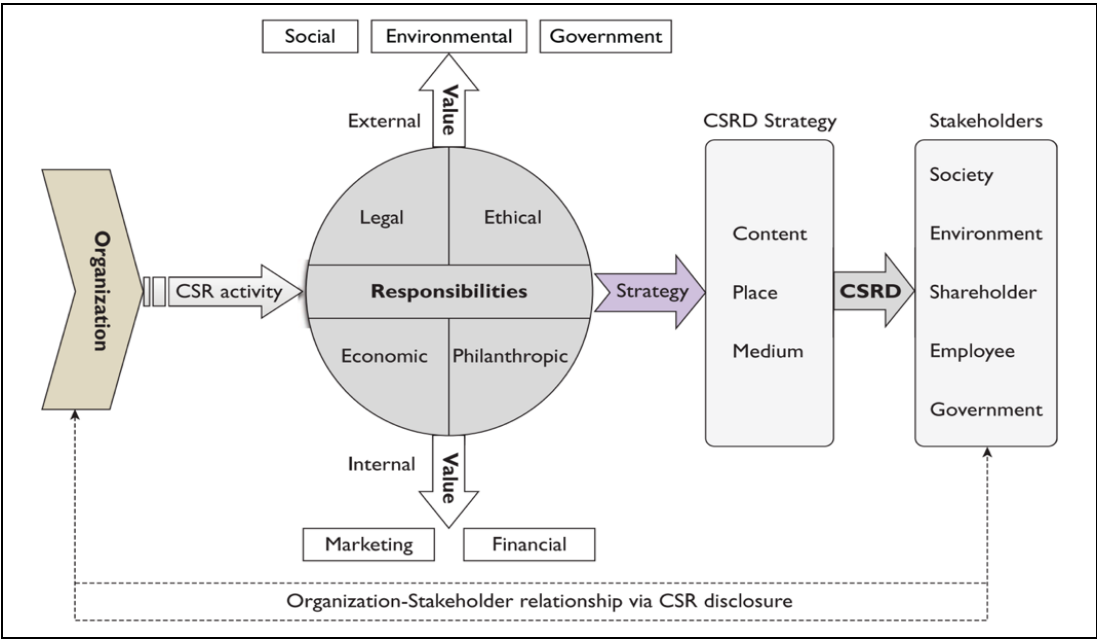 Social
Environmental
Government
External
Value
CSRD Strategy
Stakeholders
Organization
CSR activity
Legal
Ethical
Responsibilities
Economic
Philanthropic
Strategy
Content
Place
Medium
CSRD
Society
Environment
Shareholder
Employee
Government
Internal
Value
Marketing
Financial
Organization-Stakeholder relationship via CSR disclosure